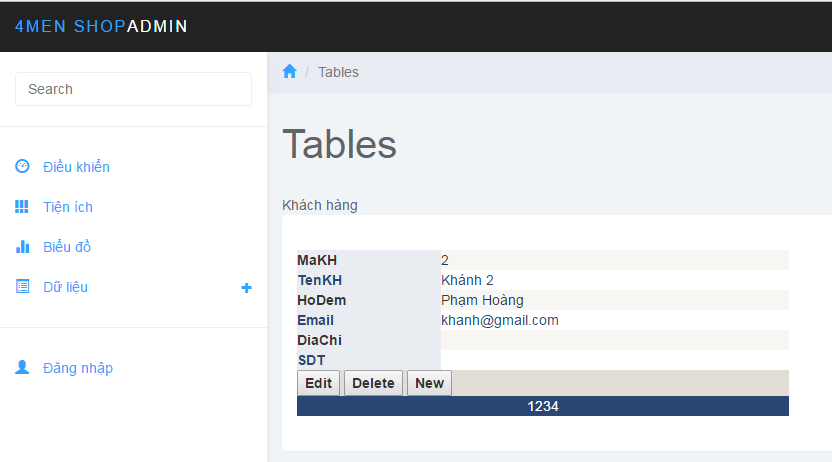 4MEN SHOPADMIN
Search
Điều khiển
Tiện ích
Biểu đồ
Dữ liệu
Đăng nhập
/ Tables
Tables
Khách hàng
MaKH 2
TenKH Khánh 2
HoDem Phạm Hoàng
Email khanh@gmail.com
DiaChi
SDT
Edit Delete New
1234